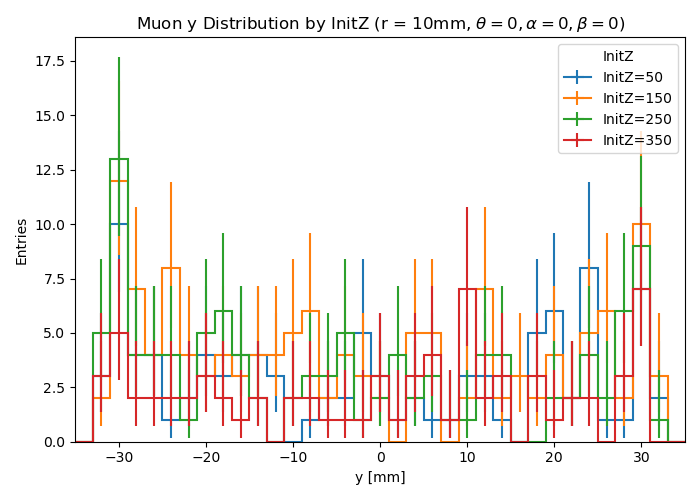 Muon y Distribution by InitZ (r = 10mm, θ = 0, α = 0, β = 0)
InitZ
InitZ=50
InitZ=150
InitZ=250
InitZ=350
Entries
17.5
15.0
12.5
10.0
7.5
5.0
2.5
0.0
−30 −20 −10 0 10 20 30
y [mm]